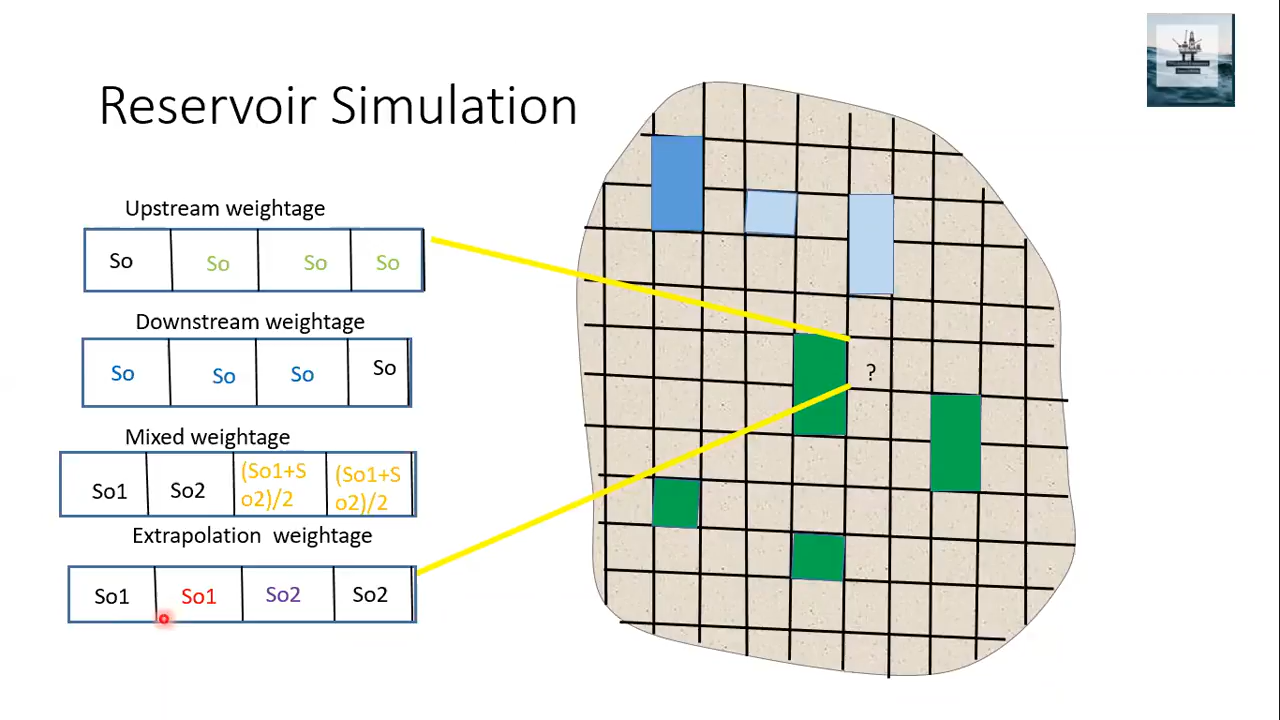 Reservoir Simulation
Upstream weightage
So So So So
Downstream weightage
So So So So
Mixed weightage
So1 So2 (So1+S (So1+S
o2)/2 o2)/2
Extrapolation weightage
So1 So1 So2 So2
?